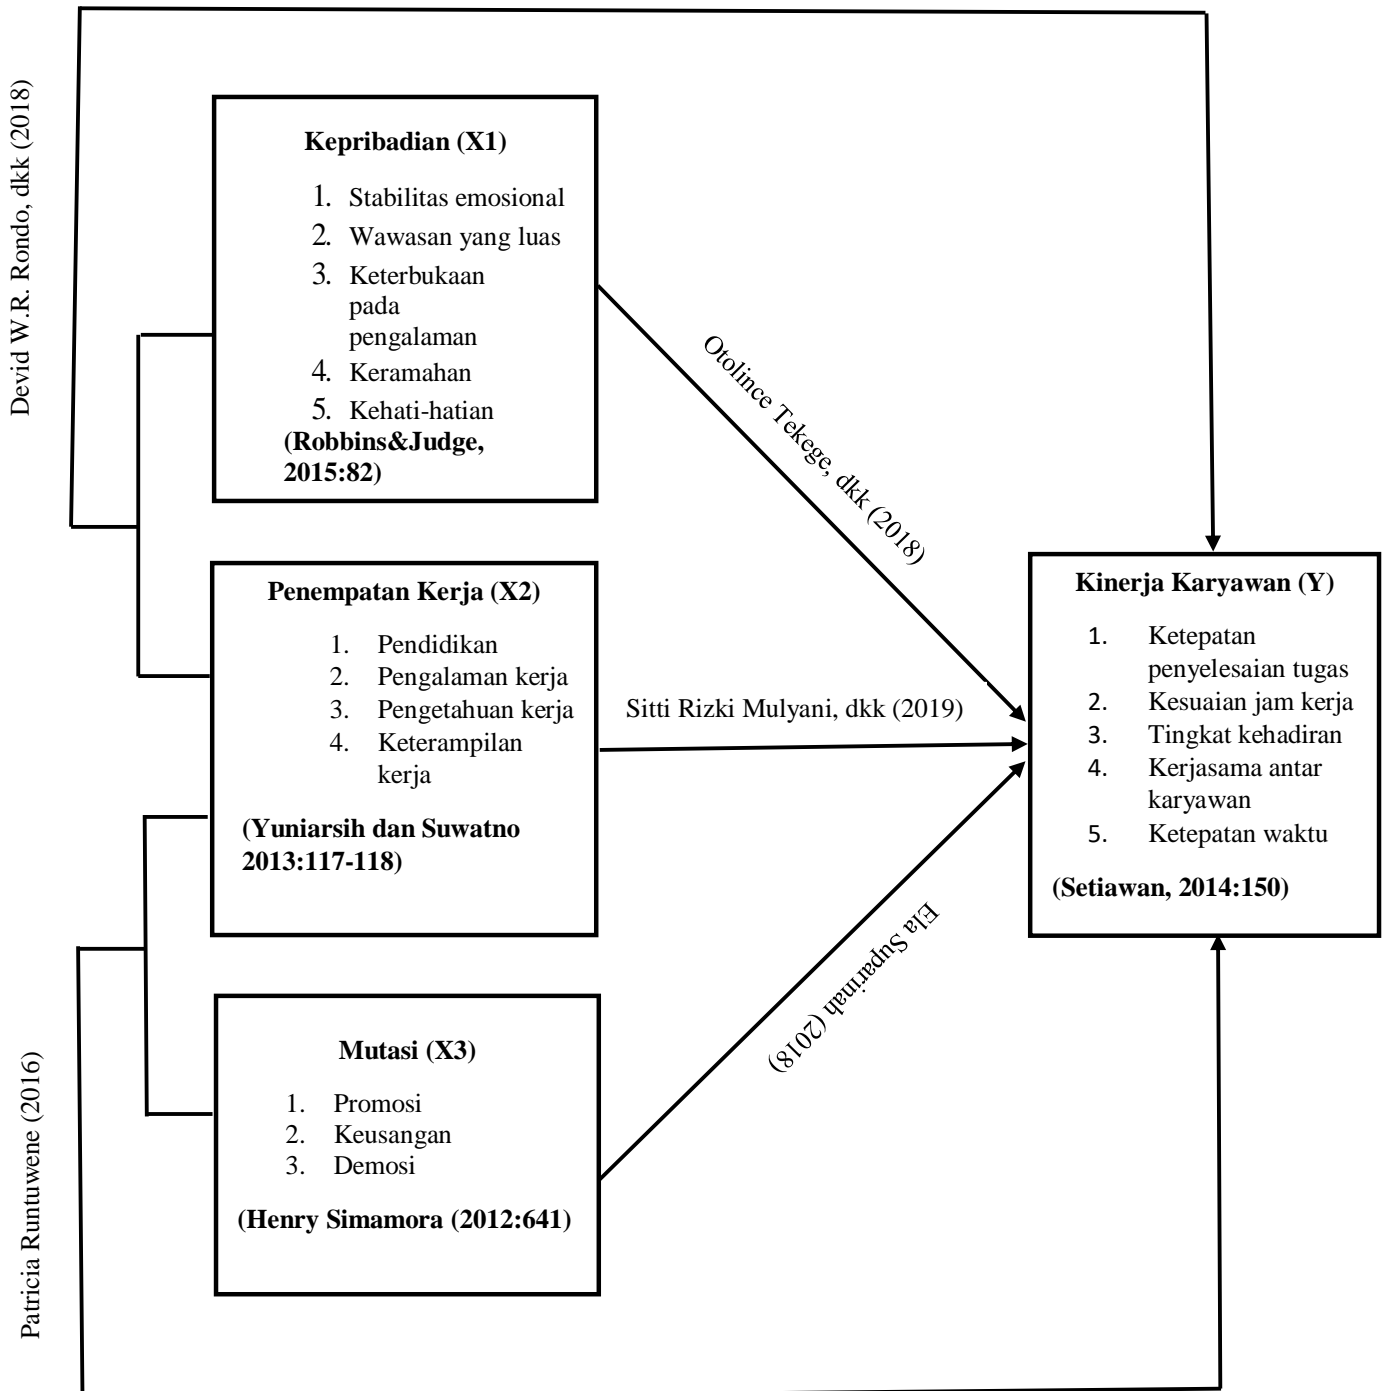 Devid W.R. Rondo, dkk (2018)
Kepribadian (X1)
1. Stabilitas emosional
2. Wawasan yang luas
3. Keterbukaan
pada
pengalaman
4. Keramahan
5. Kehati-hatian
(Robbins&Judge,
2015:82)
Otolince Tekege, dkk (2018)
Penempatan Kerja (X2)
1. Pendidikan
2. Pengalaman kerja
3. Pengetahuan kerja
4. Keterampilan
kerja
(Yuniarsih dan Suwatno
2013:117-118)
Sitti Rizki Mulyani, dkk (2019)
Kinerja Karyawan (Y)
1. Ketepatan
penyelesaian tugas
2. Kesuaian jam kerja
3. Tingkat kehadiran
4. Kerjasama antar
karyawan
5. Ketepatan waktu
(Setiawan, 2014:150)
Ela Suparinah (2018)
Patricia Runtuwene (2016)
Mutasi (X3)
1. Promosi
2. Keusangan
3. Demosi
(Henry Simamora (2012:641)